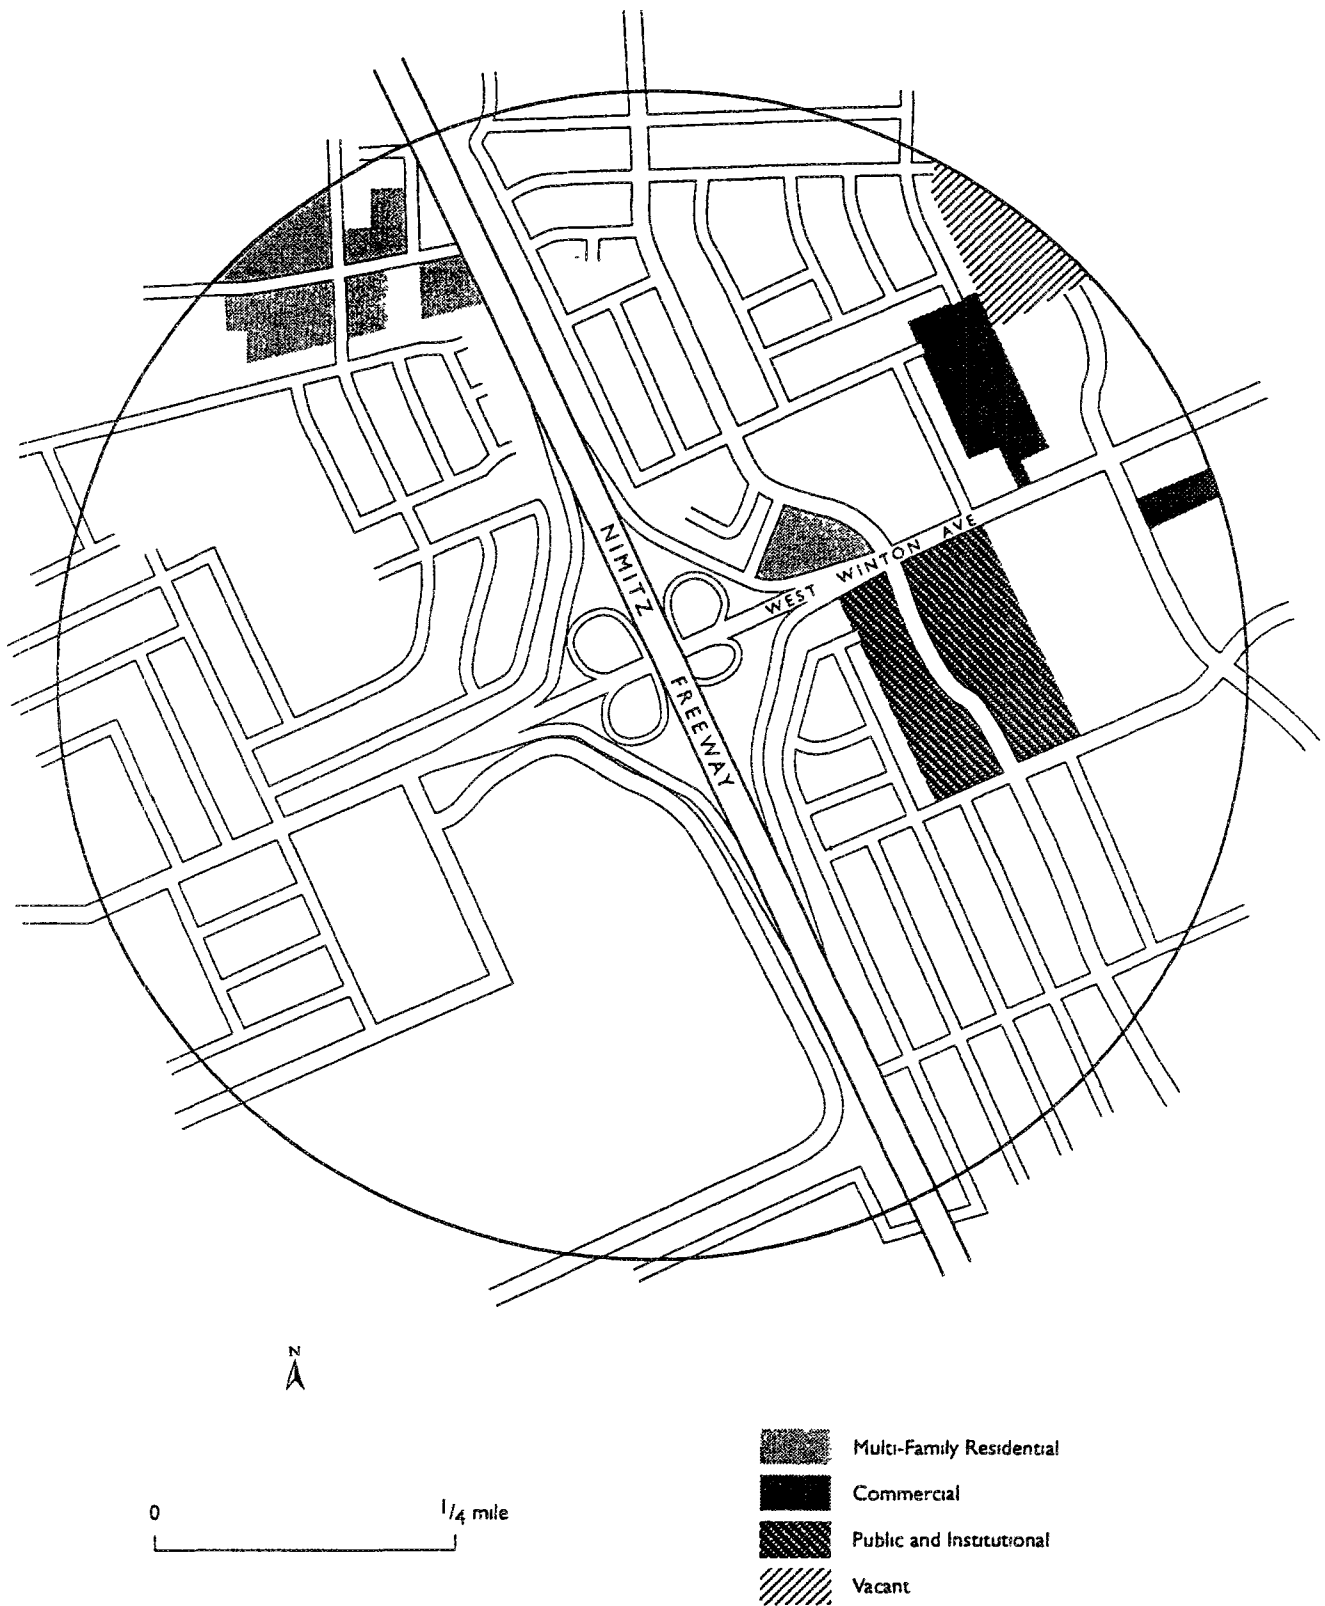 NIMITZ FREEWAY
WEST WINTON AVE
N
0 1/4 mile
Multi-Family Residential
Commercial
Public and Institutional
Vacant